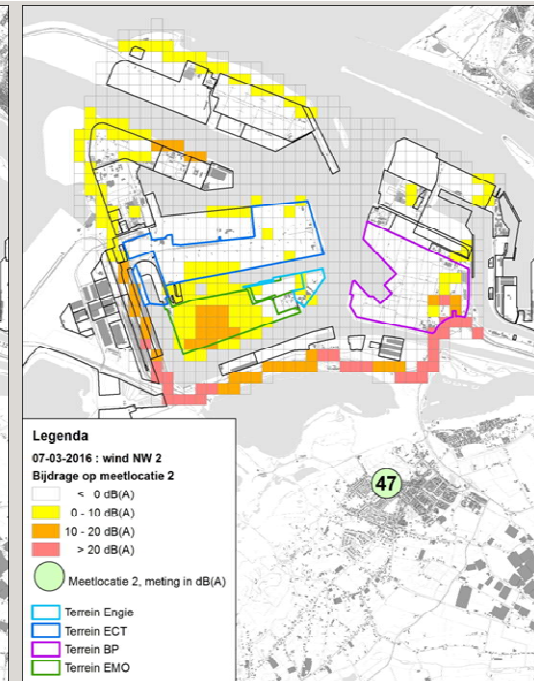 47
Legenda
07-03-2016 : wind NW 2
Bijdrage op meetlocatie 2
< 0 dB(A)
0 - 10 dB(A)
10 - 20 dB(A)
> 20 dB(A)
Meetlocatie 2, meting in dB(A)
Terrein Engie
Terrein ECT
Terrein BP
Terrein EMO